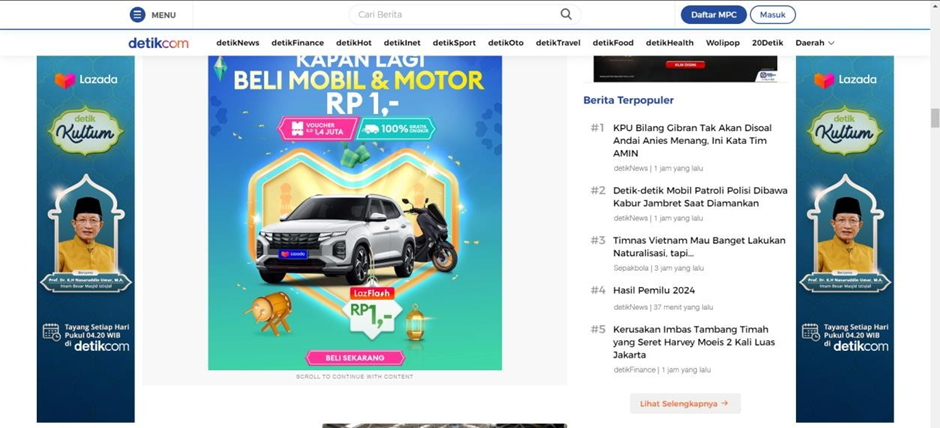 MENU
Cari Berita
Daftar MPC
Masuk
detikcom
detikNews detikFinance detikHot detikInet detikSport detikOto detikTravel detikFood detikHealth Wolipop 20Detik Daerah
Lazada
detik
Kultum
Bersama
Prof. Dr. K.H Nasaruddin Umar, M.A.
Imam Besar Masjid Istiqlal
Tayang Setiap Hari
Pukul 04.20 WIB
di detikcom
KAPAN LAGI
BELI MOBIL & MOTOR
RP 1,-
VOUCHER
S.D 1,4 JUTA
100% GRATIS ONGKIR
Lazada
LazFlash
RP1,-
BELI SEKARANG
SCROLL TO CONTINUE WITH CONTENT
KLIK DISINI
Berita Terpopuler
#1 KPU Bilang Gibran Tak Akan Disoal
Andai Anies Menang, Ini Kata Tim
AMIN
detikNews | 1 jam yang lalu
#2 Detik-detik Mobil Patroli Polisi Dibawa
Kabur Jambret Saat Diamankan
detikNews | 1 jam yang lalu
#3 Timnas Vietnam Mau Banget Lakukan
Naturalisasi, tapi...
Sepakbola | 3 jam yang lalu
#4 Hasil Pemilu 2024
detikNews | 37 menit yang lalu
#5 Kerusakan Imbas Tambang Timah
yang Seret Harvey Moeis 2 Kali Luas
Jakarta
detikFinance | 1 jam yang lalu
Lihat Selengkapnya →
Lazada
detik
Kultum
Bersama
Prof. Dr. K.H Nasaruddin Umar, M.A.
Imam Besar Masjid Istiqlal
Tayang Setiap Hari
Pukul 04.20 WIB
di detikcom